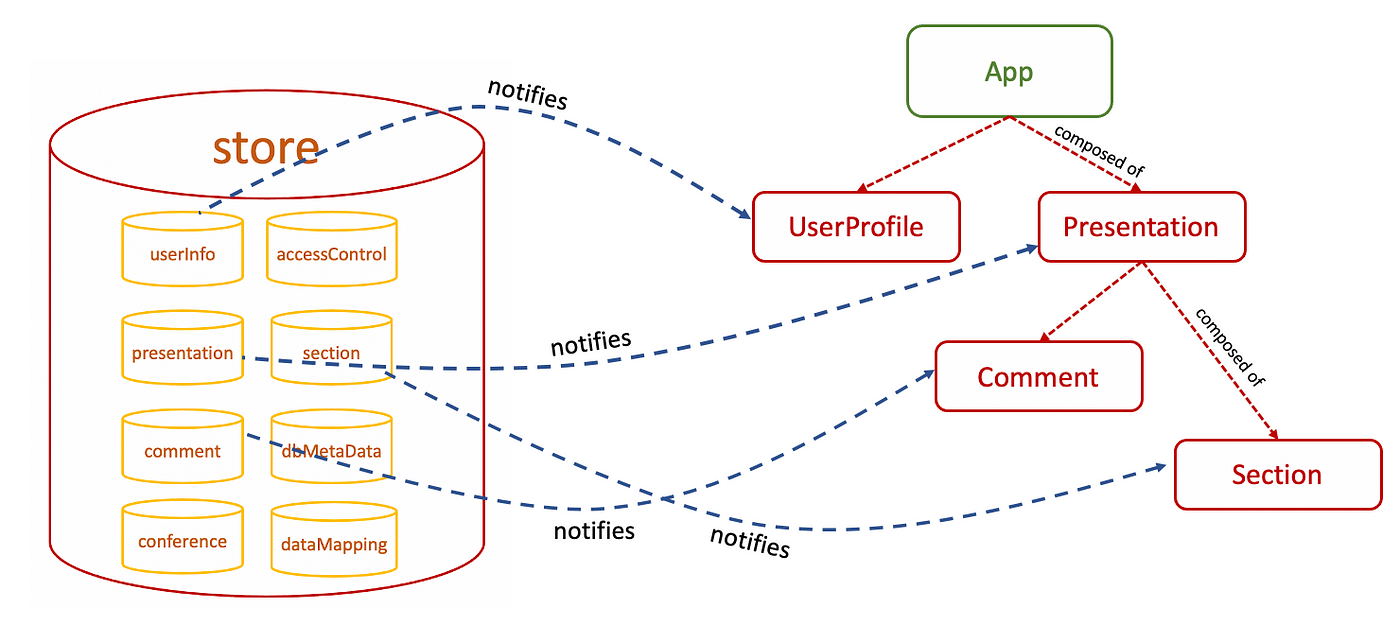 notifies
App
store
composed of
userInfo
accessControl
UserProfile
Presentation
presentation
section
notifies
composed of
Comment
comment
dbMetaData
Section
conference
dataMapping
notifies
notifies